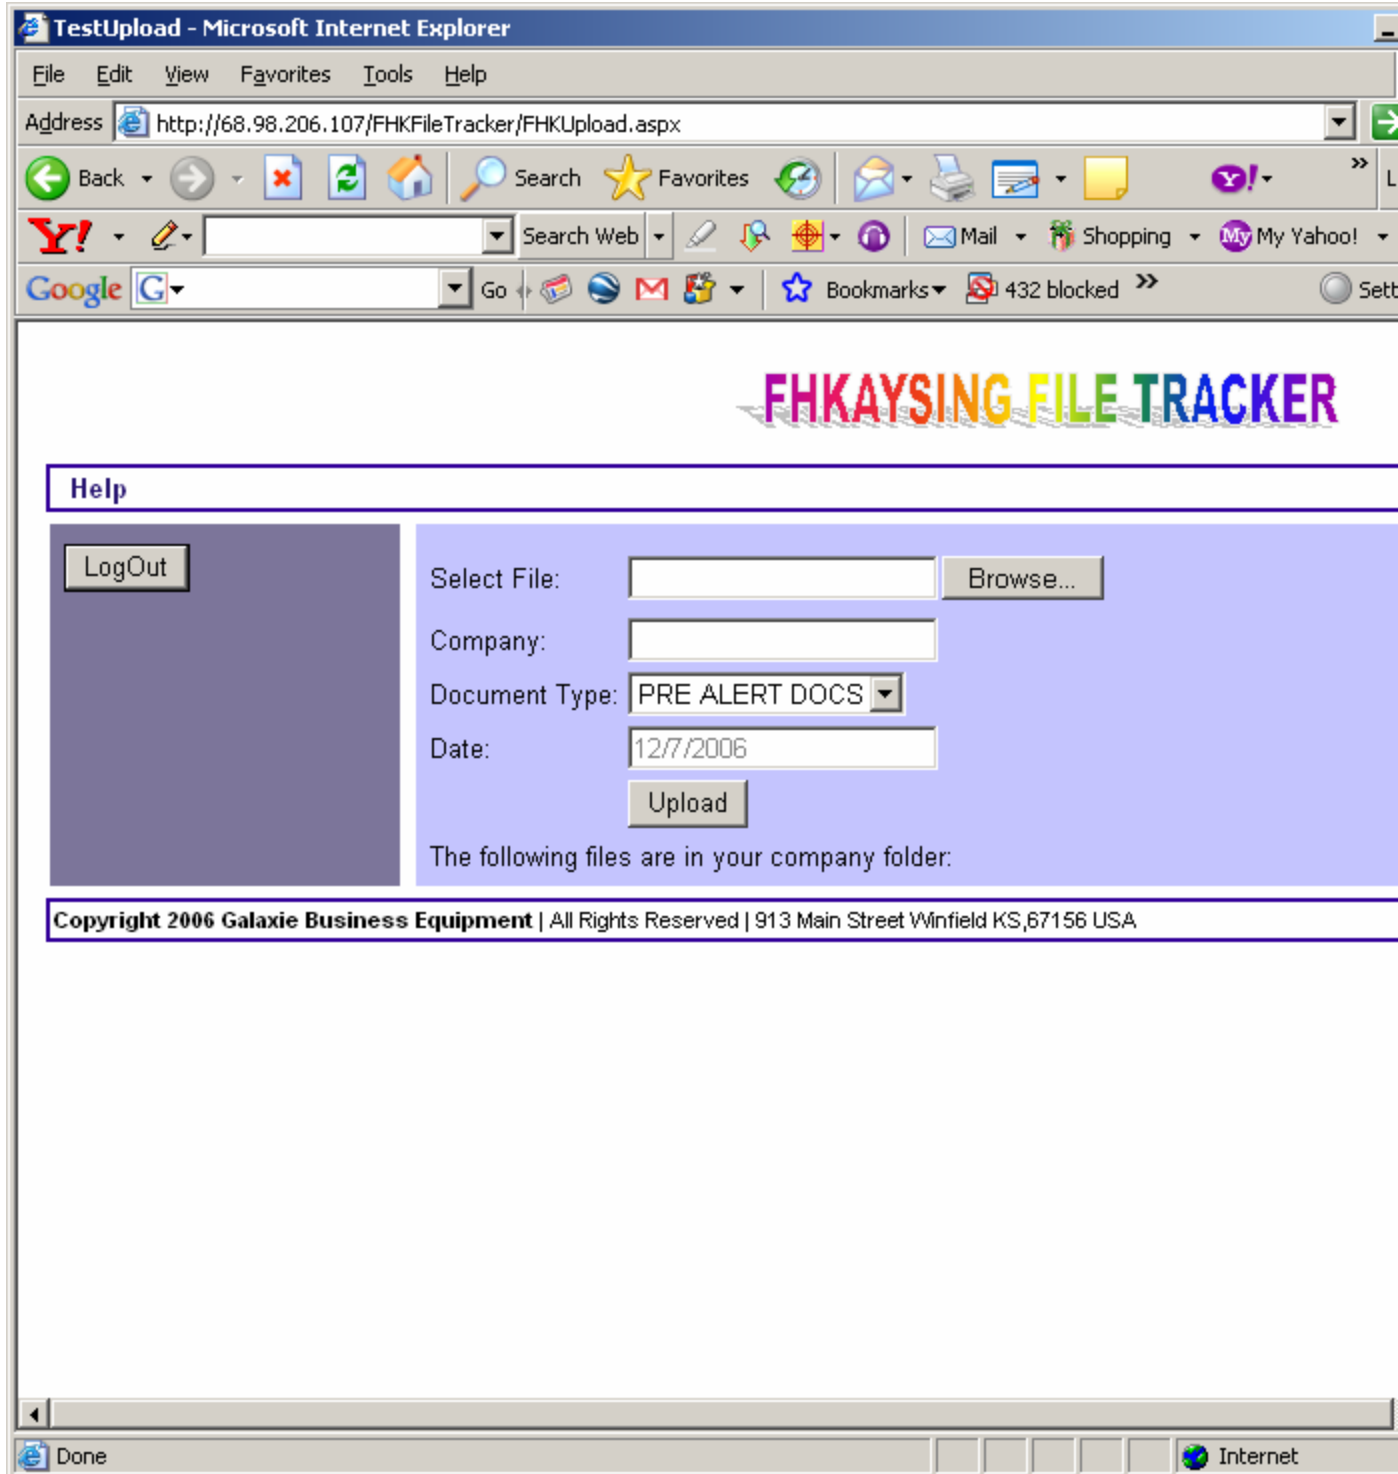 TestUpload - Microsoft Internet Explorer
File Edit View Favorites Tools Help
Address http://68.98.206.107/FHKFileTracker/FHKUpload.aspx
Back Search Favorites Y! L
Y! Search Web Mail Shopping My My Yahoo!
Google G Go Bookmarks 432 blocked Sett
FHKAYSING FILE TRACKER
Help
LogOut
Select File: Browse...
Company:
Document Type: PRE ALERT DOCS
Date: 12/7/2006
Upload
The following files are in your company folder:
Copyright 2006 Galaxie Business Equipment | All Rights Reserved | 913 Main Street Winfield KS,67156 USA
Done Internet